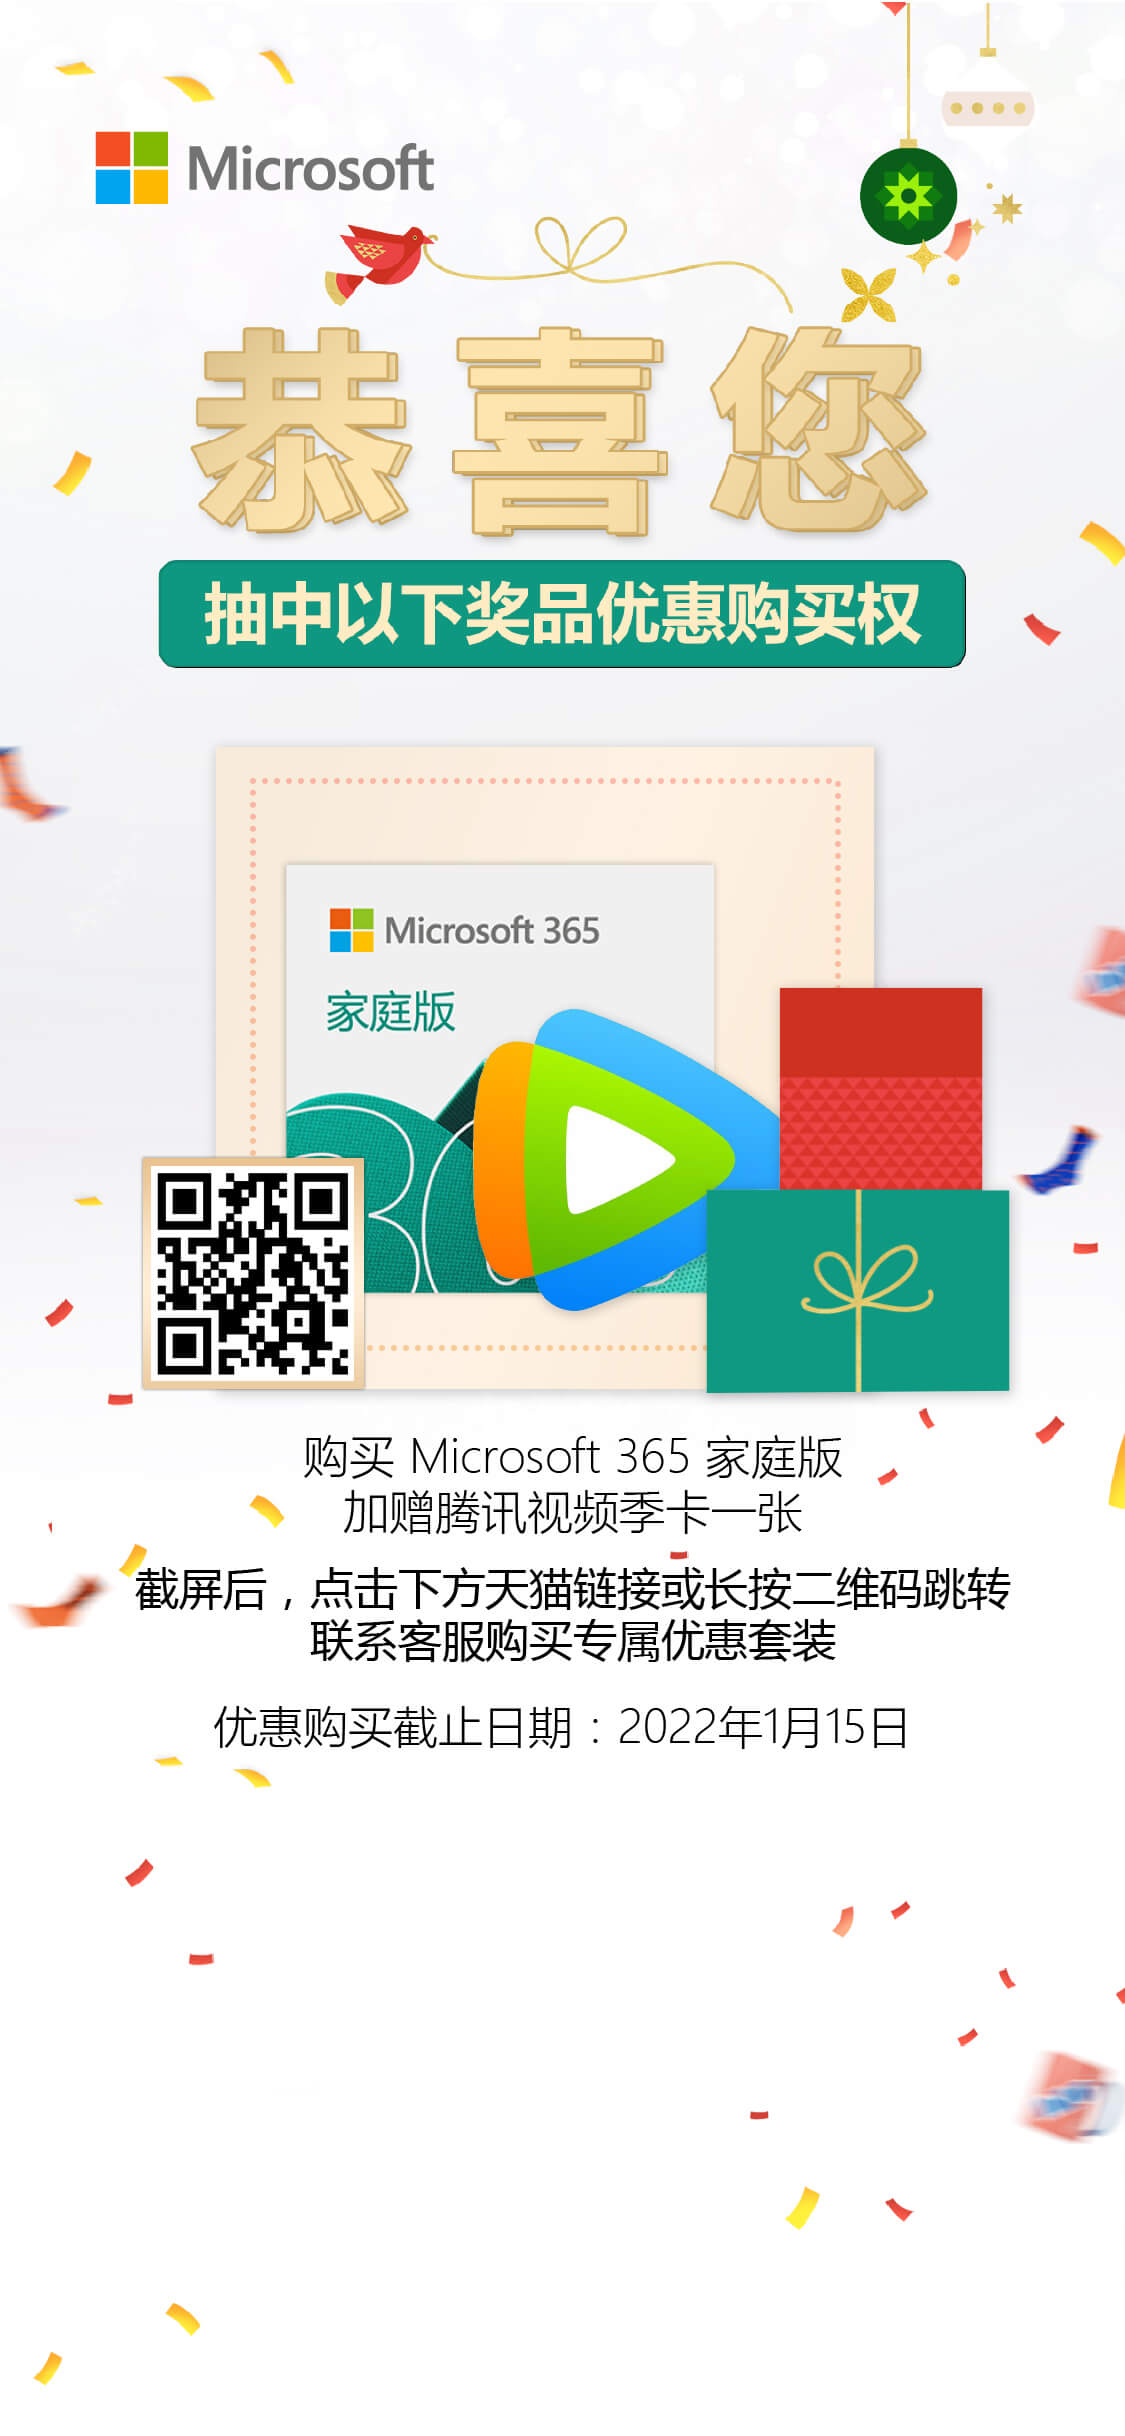 Microsoft
恭喜您
抽中以下奖品优惠购买权
Microsoft 365
家庭版
购买 Microsoft 365 家庭版
加赠腾讯视频季卡一张
截屏后，点击下方天猫链接或长按二维码跳转
联系客服购买专属优惠套装
优惠购买截止日期：2022年1月15日